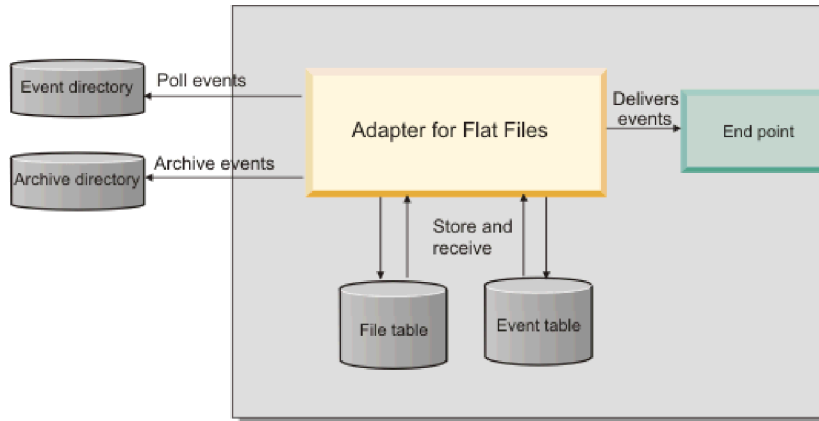 Event directory
Poll events
Archive directory
Archive events
Adapter for Flat Files
Delivers
events
End point
Store and
receive
File table
Event table